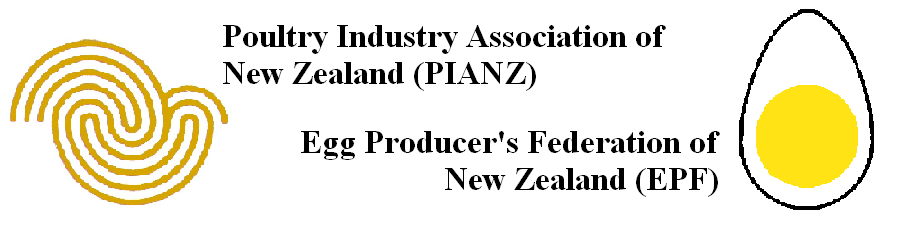 Poultry Industry Association of
New Zealand (PIANZ)
Egg Producer's Federation of
New Zealand (EPF)